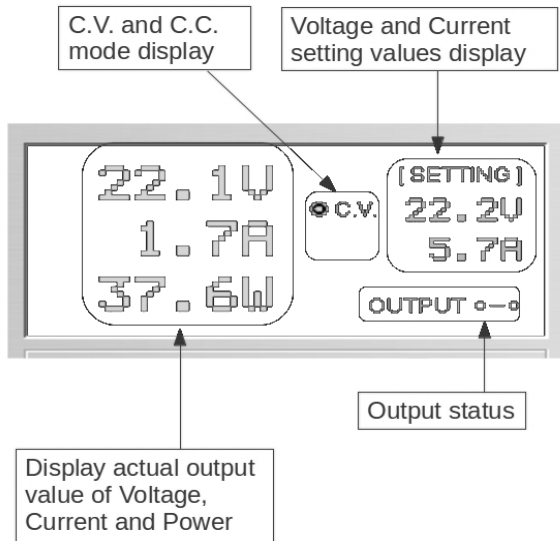 C.V. and C.C.
mode display
Voltage and Current
setting values display
22.1V
1.7A
37.6W
C.V.
[SETTING]
22.2V
5.7A
OUTPUT
Output status
Display actual output
value of Voltage,
Current and Power